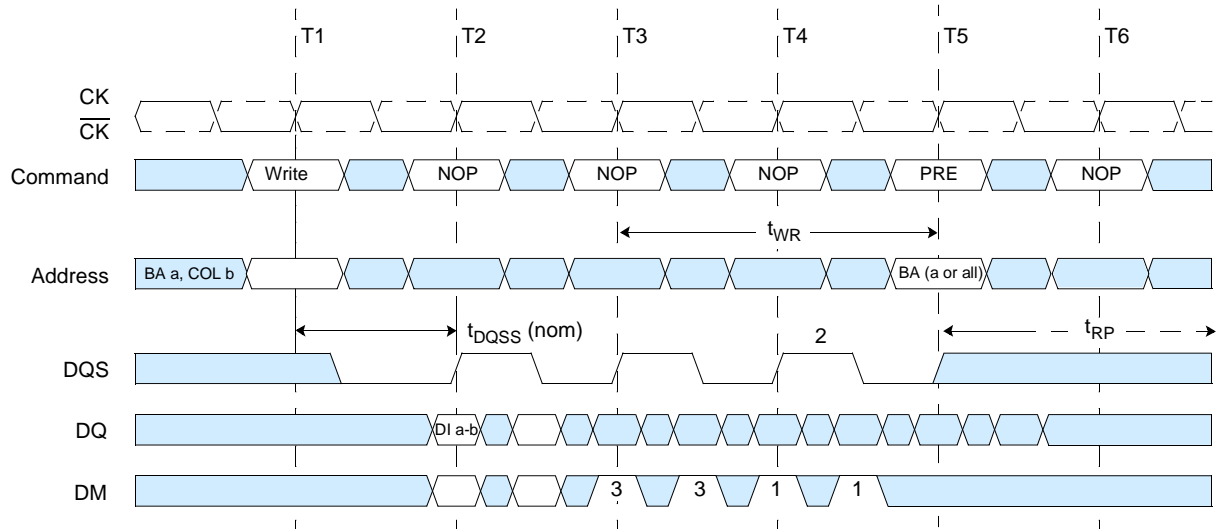 T1 T2 T3 T4 T5 T6
CK
CK
Command Write NOP NOP NOP PRE NOP
tWR
Address BA a, COL b BA (a or all)
tDQSS (nom) 2 tRP
DQS
DQ DI a-b
DM 3 3 1 1